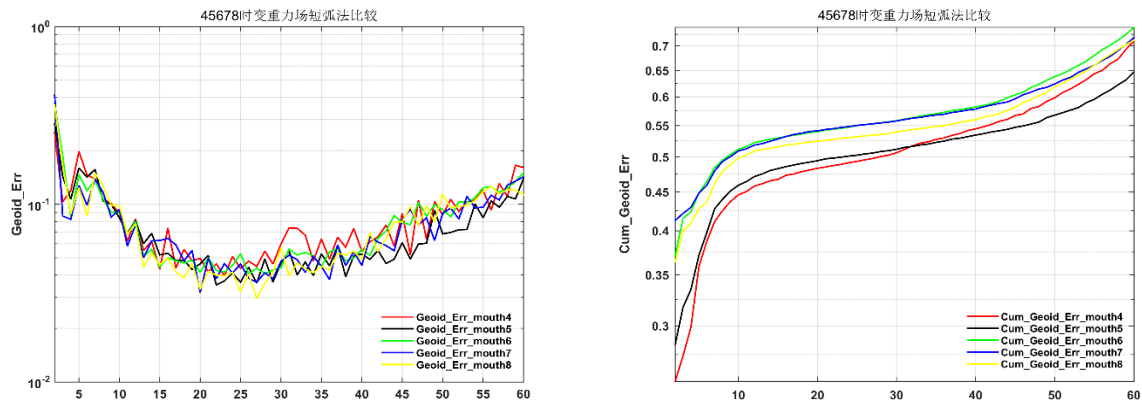 45678时变重力场短弧法比较
10⁰
10⁻¹
10⁻²
Geoid_Err
5 10 15 20 25 30 35 40 45 50 55 60
Geoid_Err_mouth4
Geoid_Err_mouth5
Geoid_Err_mouth6
Geoid_Err_mouth7
Geoid_Err_mouth8
45678时变重力场短弧法比较
0.7
0.65
0.6
0.55
0.5
0.45
0.4
0.35
0.3
Cum_Geoid_Err
10 20 30 40 50 60
Cum_Geoid_Err_mouth4
Cum_Geoid_Err_mouth5
Cum_Geoid_Err_mouth6
Cum_Geoid_Err_mouth7
Cum_Geoid_Err_mouth8